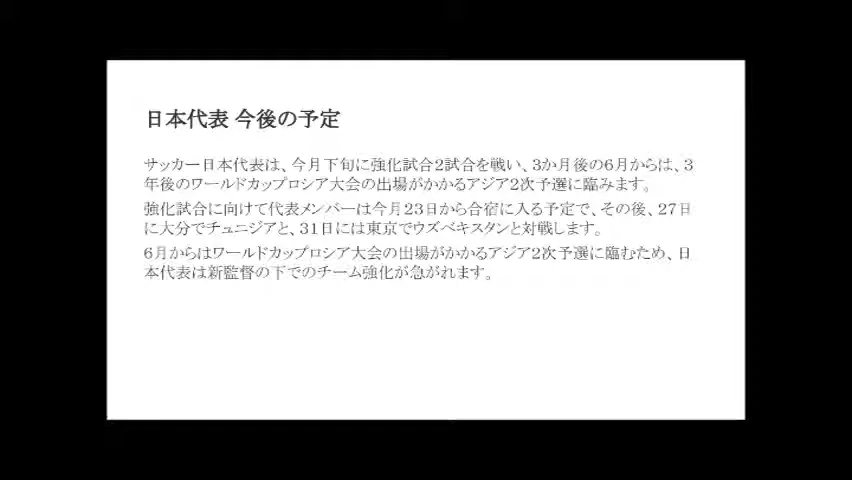 日本代表 今後の予定
サッカー日本代表は、今月下旬に強化試合2試合を戦い、3か月後の6月からは、3
年後のワールドカップロシア大会の出場がかかるアジア2次予選に臨みます。
強化試合に向けて代表メンバーは今月23日から合宿に入る予定で、その後、27日
に大分でチュニジアと、31日には東京でウズベキスタンと対戦します。
6月からはワールドカップロシア大会の出場がかかるアジア2次予選に臨むため、日
本代表は新監督の下でのチーム強化が急がれます。